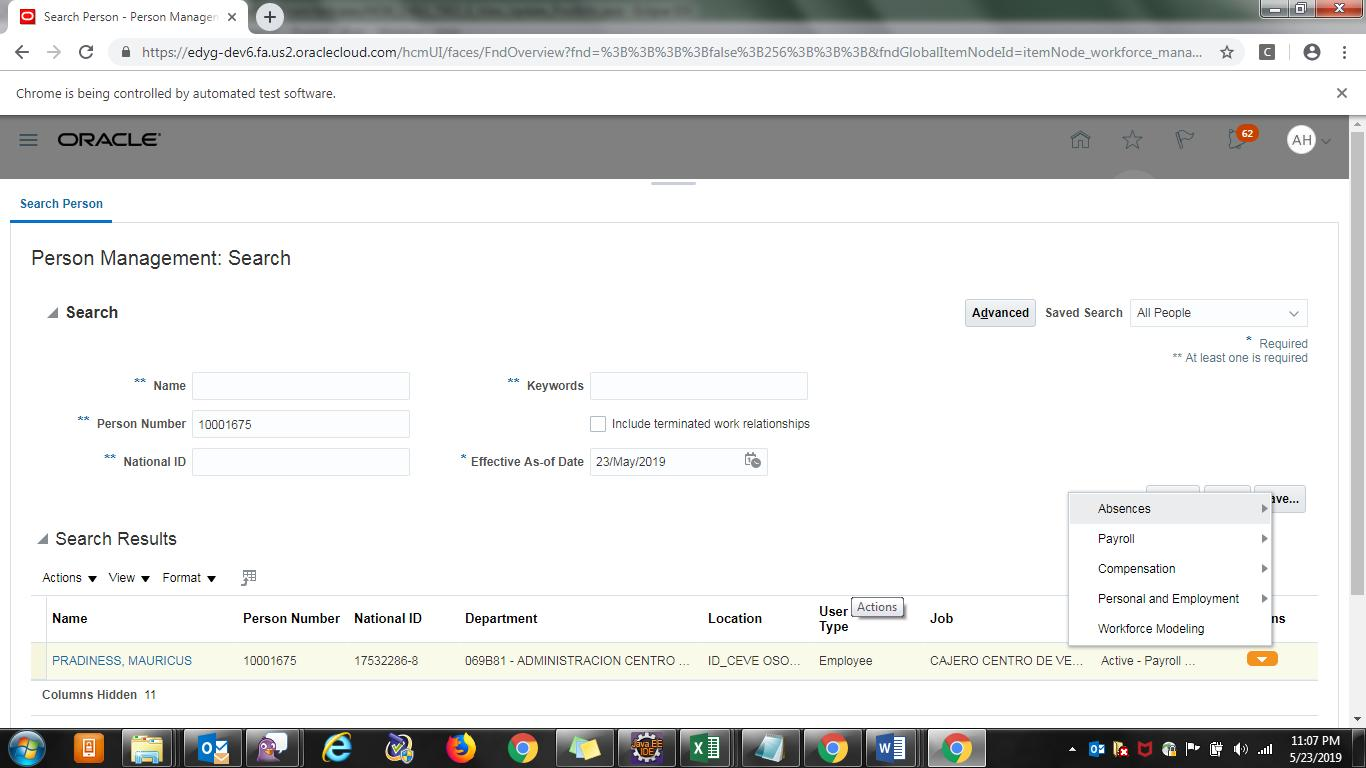 Search Person - Person Managem
https://edyg-dev6.fa.us2.oraclecloud.com/hcmUI/faces/FndOverview?fnd=%3B%3B%3B%3Bfalse%3B256%3B%3B%3B&fndGlobalItemNodeId=itemNode_workforce_mana...
C
Chrome is being controlled by automated test software.
ORACLE
62
AH
Search Person
Person Management: Search
Search
Advanced Saved Search All People
* Required
** At least one is required
** Name
** Keywords
** Person Number 10001675
Include terminated work relationships
** National ID
* Effective As-of Date 23/May/2019
ave...
Absences
Payroll
Compensation
Personal and Employment
Workforce Modeling
Search Results
Actions View Format
Actions
Name Person Number National ID Department Location User Type Job ns
PRADINESS, MAURICUS 10001675 17532286-8 069B81 - ADMINISTRACION CENTRO ... ID_CEVE OSO... Employee CAJERO CENTRO DE VE... Active - Payroll ...
Columns Hidden 11
Java EE
IDE
11:07 PM
5/23/2019